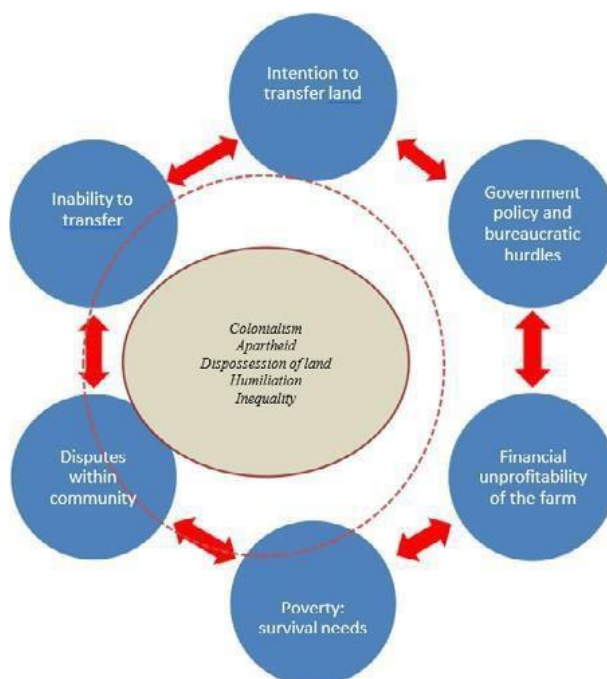 Intention to
transfer land
Government
policy and
bureaucratic
hurdles
Financial
unprofitability
of the farm
Poverty:
survival needs
Disputes
within
community
Inability to
transfer
Colonialism
Apartheid
Dispossession of land
Humiliation
Inequality